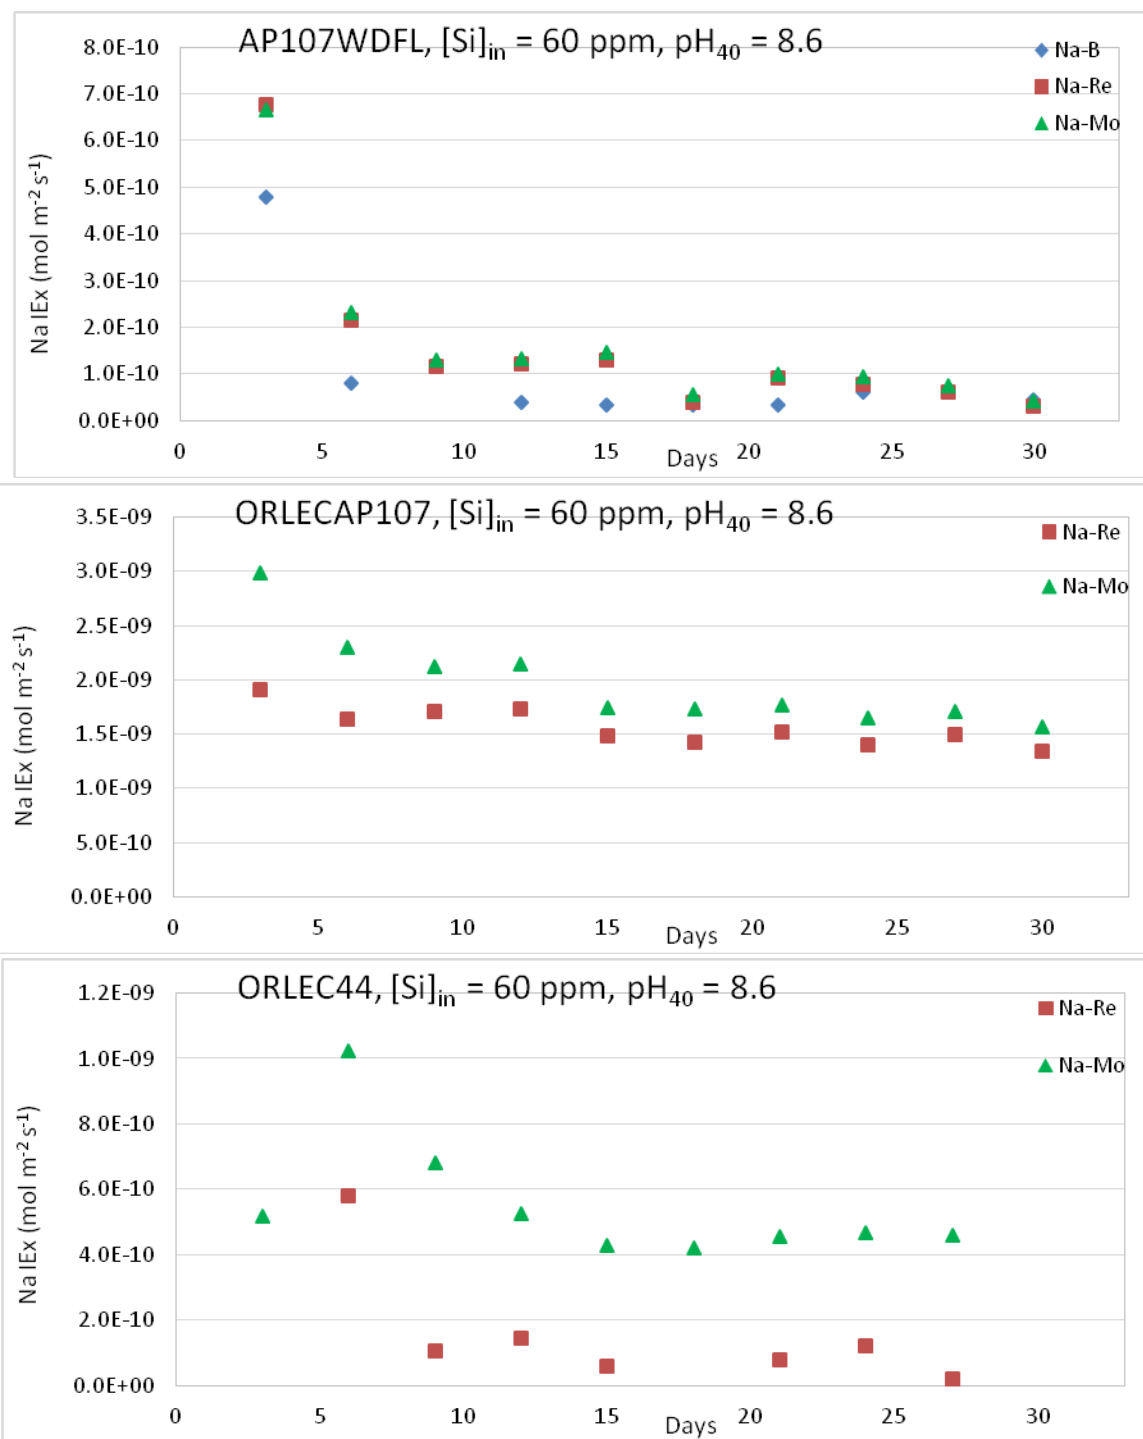 AP107WDFL, [Si]in = 60 ppm, pH40 = 8.6
Na-B
Na-Re
Na-Mo
Na IEx (mol m-2 s-1)
8.0E-10
7.0E-10
6.0E-10
5.0E-10
4.0E-10
3.0E-10
2.0E-10
1.0E-10
0.0E+00
0 5 10 15 20 25 30
Days
ORLECAP107, [Si]in = 60 ppm, pH40 = 8.6
Na-Re
Na-Mo
Na IEx (mol m-2 s-1)
3.5E-09
3.0E-09
2.5E-09
2.0E-09
1.5E-09
1.0E-09
5.0E-10
0.0E+00
0 5 10 15 20 25 30
Days
ORLEC44, [Si]in = 60 ppm, pH40 = 8.6
Na-Re
Na-Mo
Na IEx (mol m-2 s-1)
1.2E-09
1.0E-09
8.0E-10
6.0E-10
4.0E-10
2.0E-10
0.0E+00
0 5 10 15 20 25 30
Days